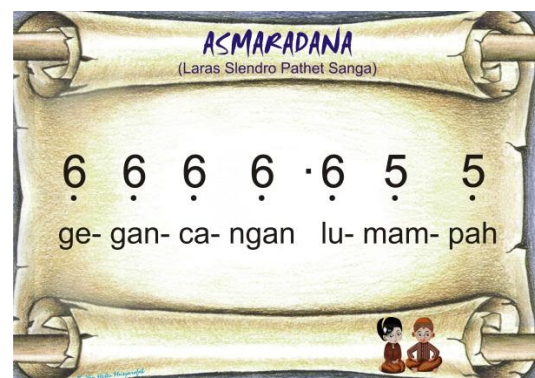 ASMARADANA
(Laras Slendro Pathet Sanga)
6̣ 6̣ 6̣ 6̣ ·6̣ 5̣ 5̣
ge- gan- ca- ngan lu- mam- pah